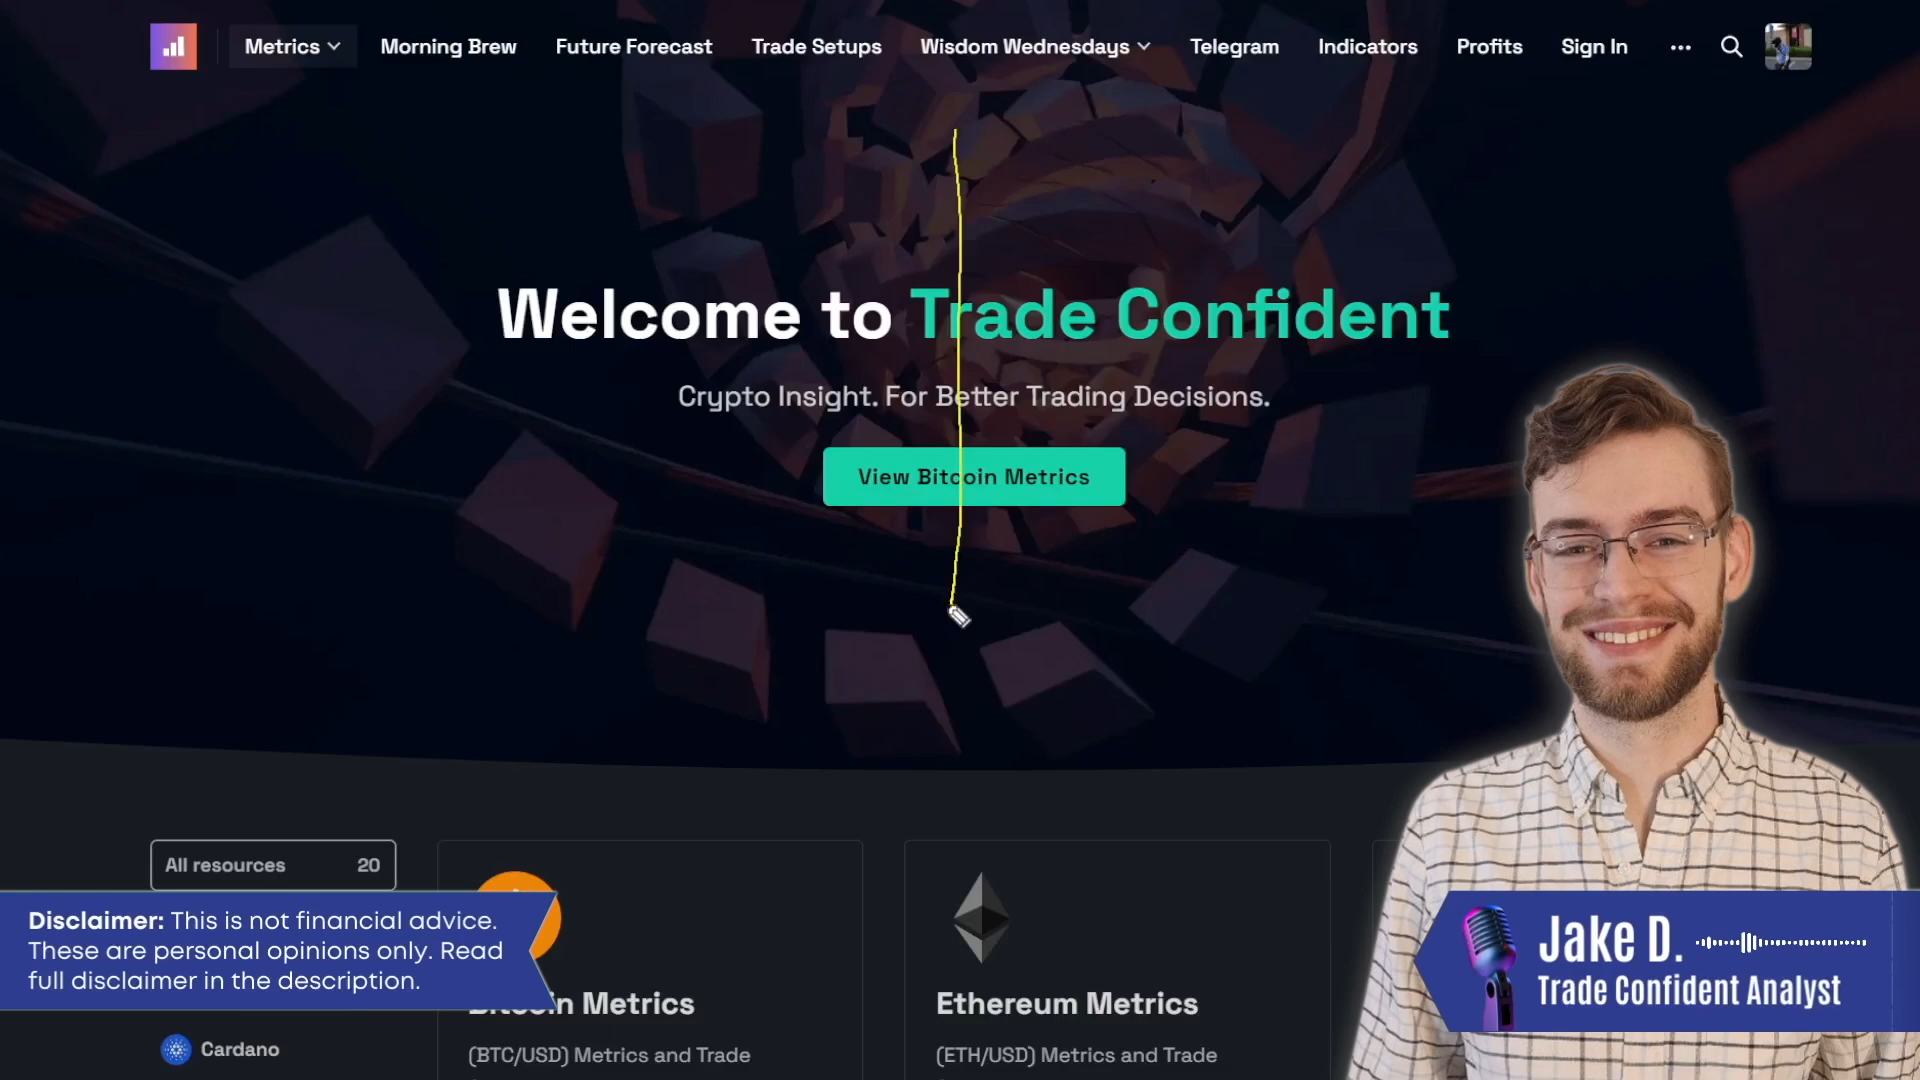 Metrics
Morning Brew
Future Forecast
Trade Setups
Wisdom Wednesdays
Telegram
Indicators
Profits
Sign In
Welcome to Trade Confident
Crypto Insight. For Better Trading Decisions.
View Bitcoin Metrics
All resources 20
Disclaimer: This is not financial advice.
These are personal opinions only. Read
full disclaimer in the description.
Cardano
Bitcoin Metrics
(BTC/USD) Metrics and Trade
Ethereum Metrics
(ETH/USD) Metrics and Trade
Jake D.
Trade Confident Analyst